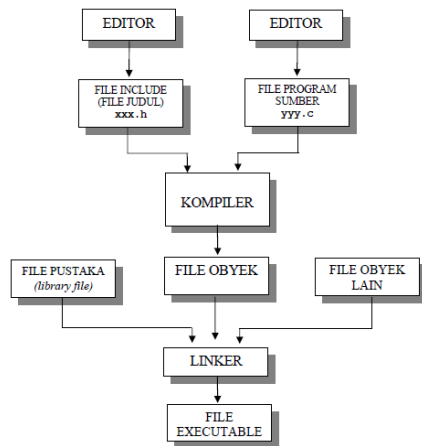 EDITOR
EDITOR
FILE INCLUDE
(FILE JUDUL)
xxx.h
FILE PROGRAM
SUMBER
yyy.c
KOMPILER
FILE PUSTAKA
(library file)
FILE OBYEK
FILE OBYEK
LAIN
LINKER
FILE
EXECUTABLE